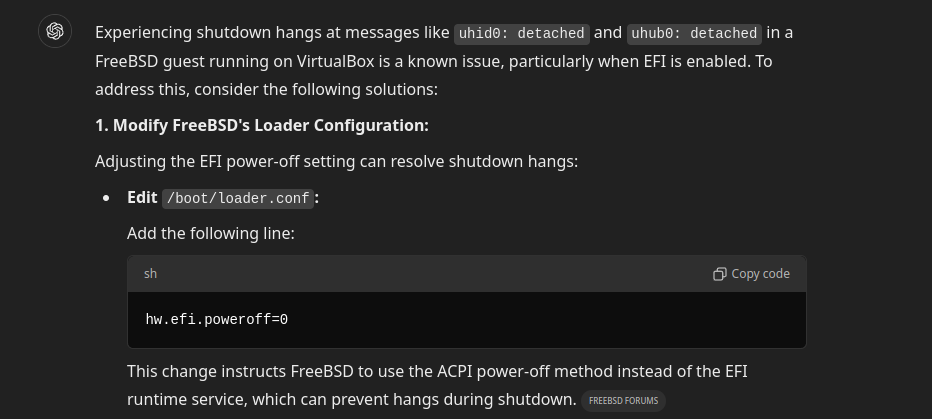 Experiencing shutdown hangs at messages like uhid0: detached and uhub0: detached in a
FreeBSD guest running on VirtualBox is a known issue, particularly when EFI is enabled. To
address this, consider the following solutions:
1. Modify FreeBSD's Loader Configuration:
Adjusting the EFI power-off setting can resolve shutdown hangs:
• Edit /boot/loader.conf:
Add the following line:
sh Copy code
hw.efi.poweroff=0
This change instructs FreeBSD to use the ACPI power-off method instead of the EFI
runtime service, which can prevent hangs during shutdown. FREEBSD FORUMS